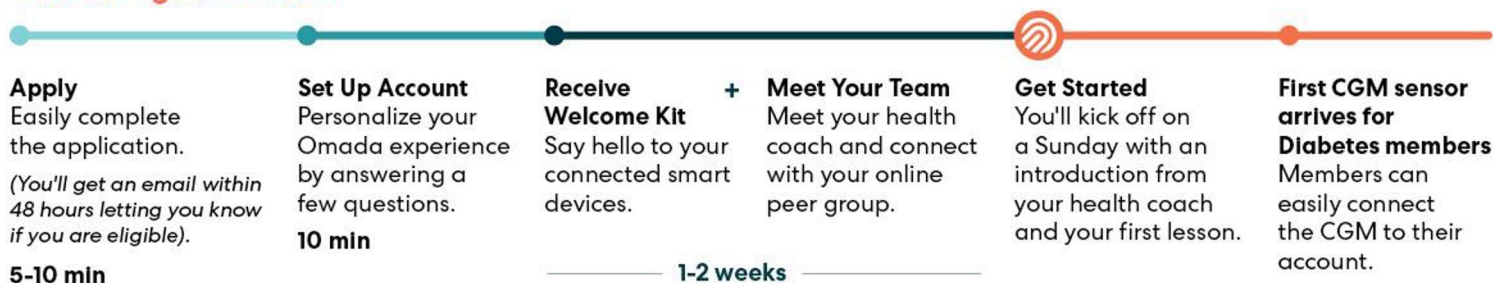 Apply
Easily complete
the application.
(You'll get an email within
48 hours letting you know
if you are eligible).
5-10 min
Set Up Account
Personalize your
Omada experience
by answering a
few questions.
10 min
Receive
Welcome Kit
Say hello to your
connected smart
devices.
+
Meet Your Team
Meet your health
coach and connect
with your online
peer group.
1-2 weeks
Get Started
You'll kick off on
a Sunday with an
introduction from
your health coach
and your first lesson.
First CGM sensor
arrives for
Diabetes members
Members can
easily connect
the CGM to their
account.